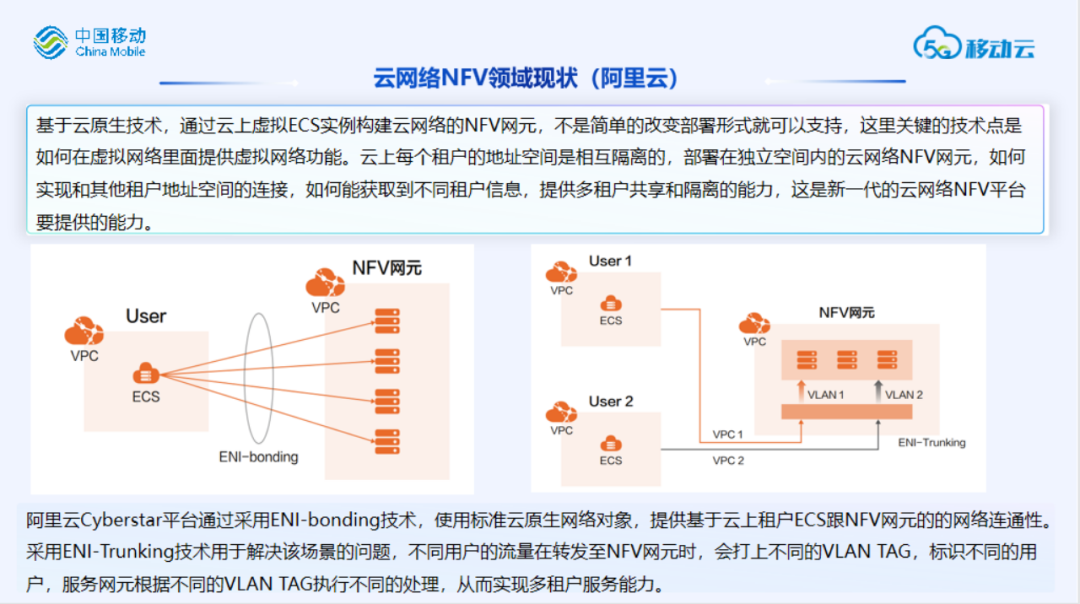 中国移动
China Mobile
5G 移动云
云网络NFV领域现状（阿里云）
基于云原生技术，通过云上虚拟ECS实例构建云网络的NFV网元，不是简单的改变部署形式就可以支持，这里关键的技术点是
如何在虚拟网络里面提供虚拟网络功能。云上每个租户的地址空间是相互隔离的，部署在独立空间内的云网络NFV网元，如何
实现和其他租户地址空间的连接，如何能获取到不同租户信息，提供多租户共享和隔离的能力，这是新一代的云网络NFV平台
要提供的能力。
NFV网元
VPC
User
VPC
ECS
ENI-bonding
User 1
VPC
ECS
NFV网元
VPC
VLAN 1
VLAN 2
User 2
VPC
ECS
VPC 1
VPC 2
ENI-Trunking
阿里云Cyberstar平台通过采用ENI-bonding技术，使用标准云原生网络对象，提供基于云上租户ECS跟NFV网元的的网络连通性。
采用ENI-Trunking技术用于解决该场景的问题，不同用户的流量在转发至NFV网元时，会打上不同的VLAN TAG，标识不同的用
户，服务网元根据不同的VLAN TAG执行不同的处理，从而实现多租户服务能力。